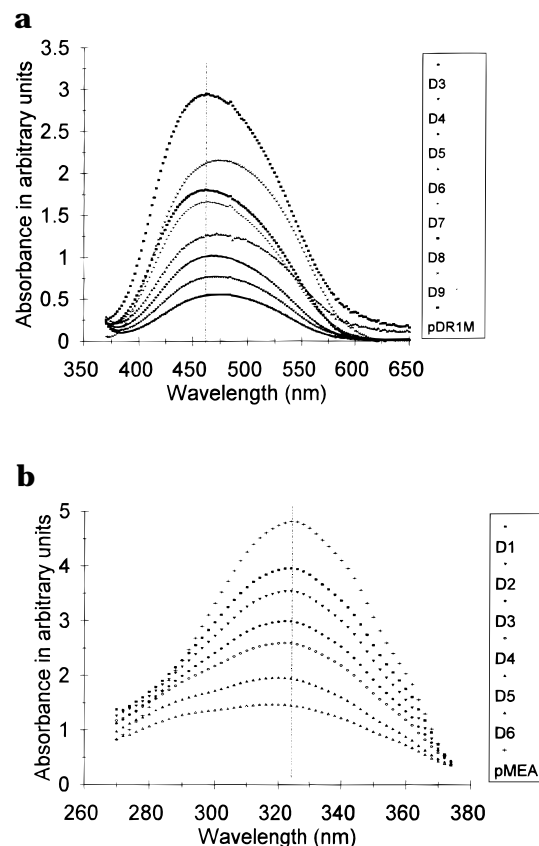 a
3.5
3
2.5
2
1.5
1
0.5
0
Absorbance in arbitrary units
350 400 450 500 550 600 650
Wavelength (nm)
D3
D4
D5
D6
D7
D8
D9
pDR1M
b
5
4
3
2
1
0
Absorbance in arbitrary units
260 280 300 320 340 360 380
Wavelength (nm)
D1
D2
D3
D4
D5
D6
pMEA